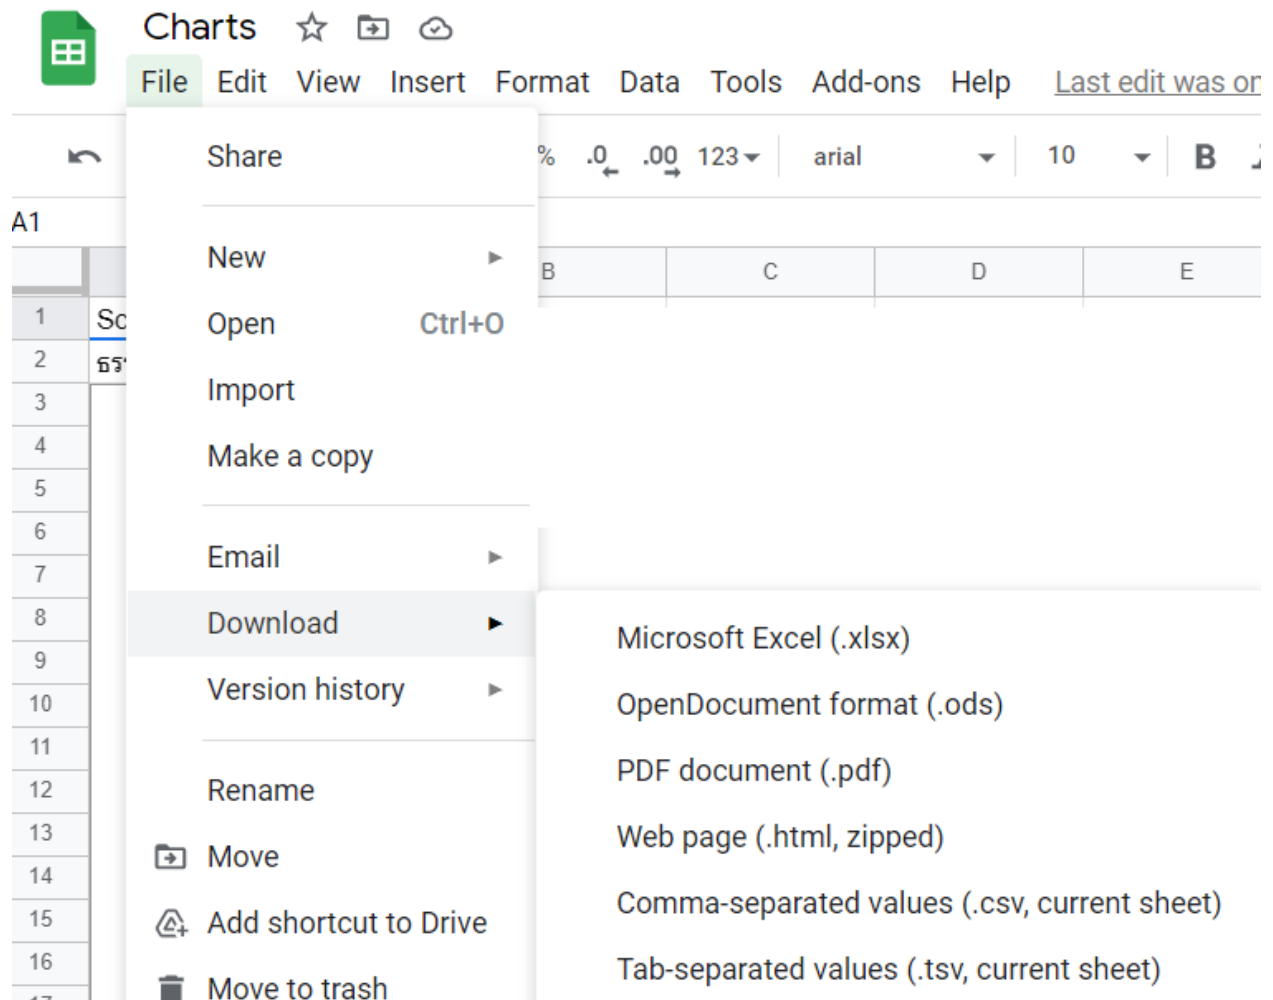 Charts
File Edit View Insert Format Data Tools Add-ons Help Last edit was on
% .0 .00 123 arial 10 B
A1
B C D E
Share
New
Open Ctrl+O
Import
Make a copy
Email
Download
Version history
Rename
Move
Add shortcut to Drive
Move to trash
Microsoft Excel (.xlsx)
OpenDocument format (.ods)
PDF document (.pdf)
Web page (.html, zipped)
Comma-separated values (.csv, current sheet)
Tab-separated values (.tsv, current sheet)
1 Sc
2 ธร
3
4
5
6
7
8
9
10
11
12
13
14
15
16